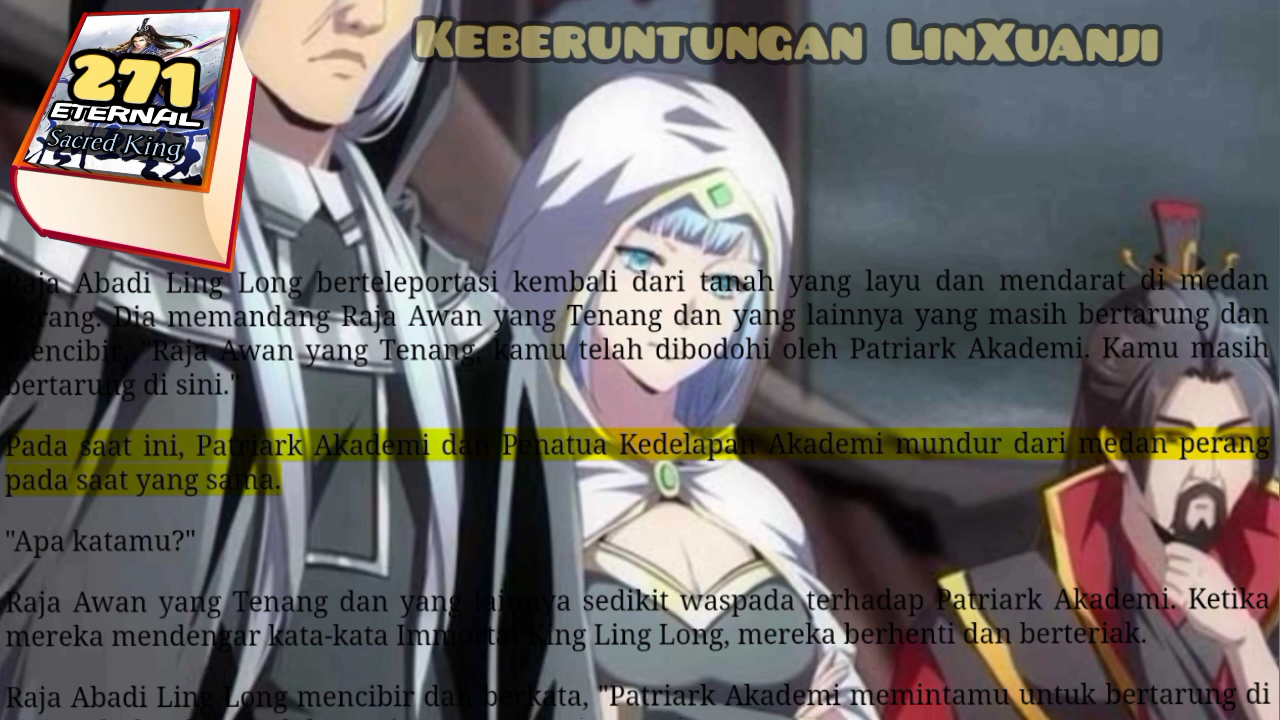 KEBERUNTUNGAN LINXUANJI
271
ETERNAL
Sacred King
Raja Abadi Ling Long berteleportasi kembali dari tanah yang layu dan mendarat di medan
perang. Dia memandang Raja Awan yang Tenang dan yang lainnya yang masih bertarung dan
mencibir, "Raja Awan yang Tenang, kamu telah dibodohi oleh Patriark Akademi. Kamu masih
bertarung di sini."
Pada saat ini, Patriark Akademi dan Penatua Kedelapan Akademi mundur dari medan perang
pada saat yang sama.
"Apa katamu?"
Raja Awan yang Tenang dan yang lainnya sedikit waspada terhadap Patriark Akademi. Ketika
mereka mendengar kata-kata Immortal King Ling Long, mereka berhenti dan berteriak.
Raja Abadi Ling Long mencibir dan berkata, "Patriark Akademi memintamu untuk bertarung di